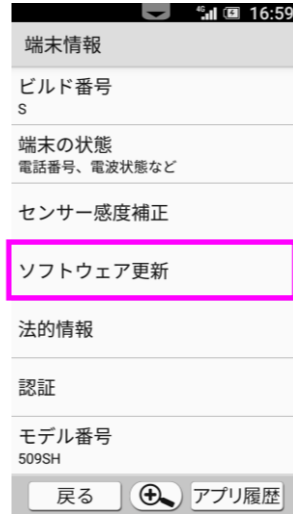 4G 16:59
端末情報
ビルド番号
S
端末の状態
電話番号、電波状態など
センサー感度補正
ソフトウェア更新
法的情報
認証
モデル番号
509SH
戻る アプリ履歴